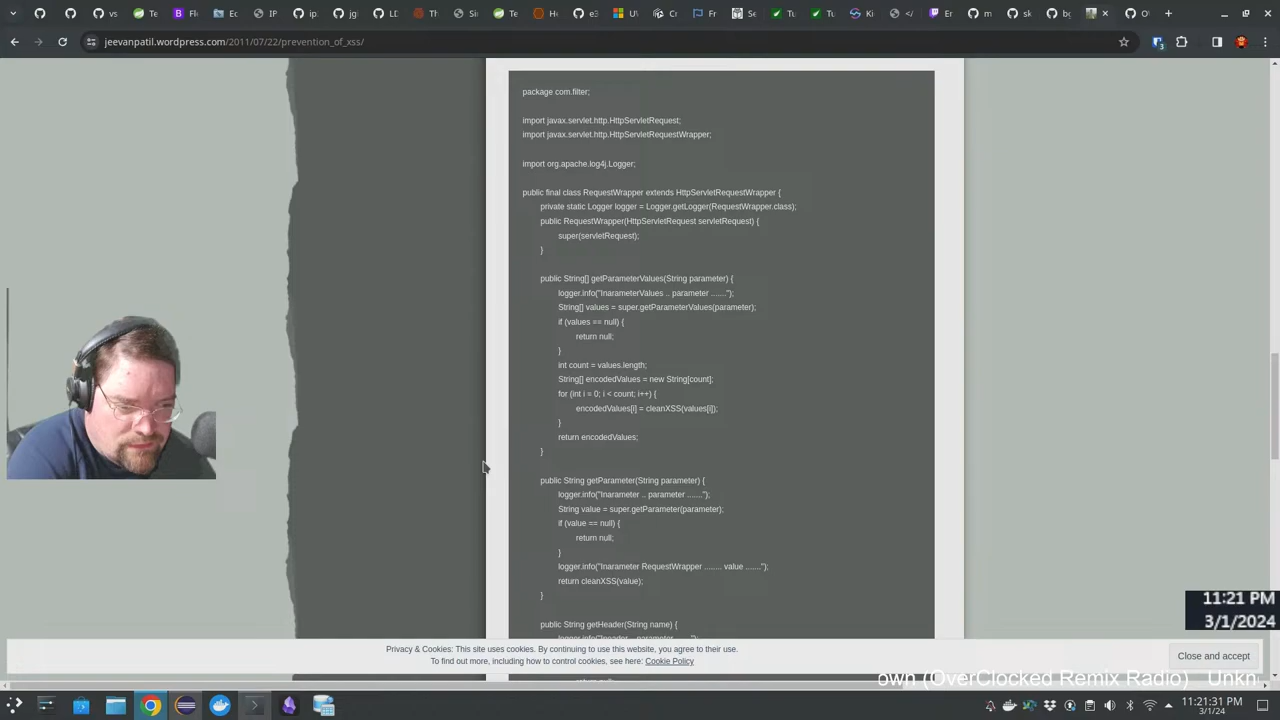 jeevanpatil.wordpress.com/2011/07/22/prevention_of_xss/
package com.filter;
import javax.servlet.http.HttpServletRequest;
import javax.servlet.http.HttpServletRequestWrapper;
import org.apache.log4j.Logger;
public final class RequestWrapper extends HttpServletRequestWrapper {
private static Logger logger = Logger.getLogger(RequestWrapper.class);
public RequestWrapper(HttpServletRequest servletRequest) {
super(servletRequest);
}
public String[] getParameterValues(String parameter) {
logger.info("InarameterValues .. parameter .......");
String[] values = super.getParameterValues(parameter);
if (values == null) {
return null;
}
int count = values.length;
String[] encodedValues = new String[count];
for (int i = 0; i < count; i++) {
encodedValues[i] = cleanXSS(values[i]);
}
return encodedValues;
}
public String getParameter(String parameter) {
logger.info("Inarameter .. parameter .......");
String value = super.getParameter(parameter);
if (value == null) {
return null;
}
logger.info("Inarameter RequestWrapper ........ value .......");
return cleanXSS(value);
}
public String getHeader(String name) {
Privacy & Cookies: This site uses cookies. By continuing to use this website, you agree to their use.
To find out more, including how to control cookies, see here: Cookie Policy
Close and accept
11:21 PM
3/1/2024
own (OverClocked Remix Radio) Unkn
11:21:31 PM
3/1/24